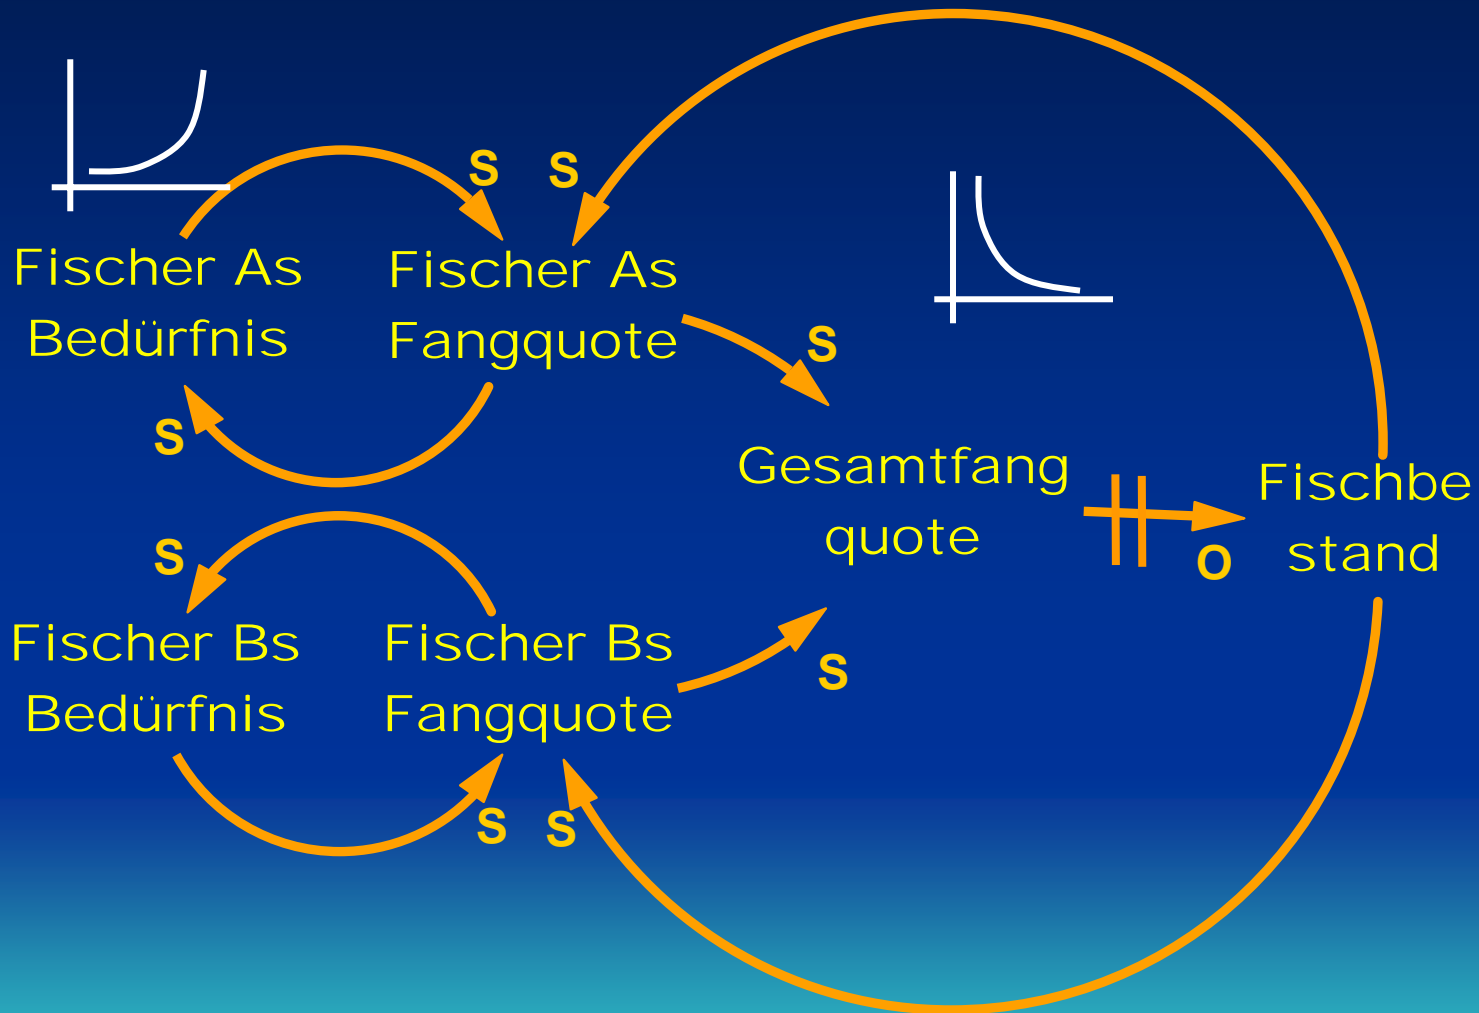 S S
Fischer As
Bedürfnis
Fischer As
Fangquote
S
S
Gesamtfang
quote
Fischbe
stand
O
S
Fischer Bs
Bedürfnis
Fischer Bs
Fangquote
S
S S